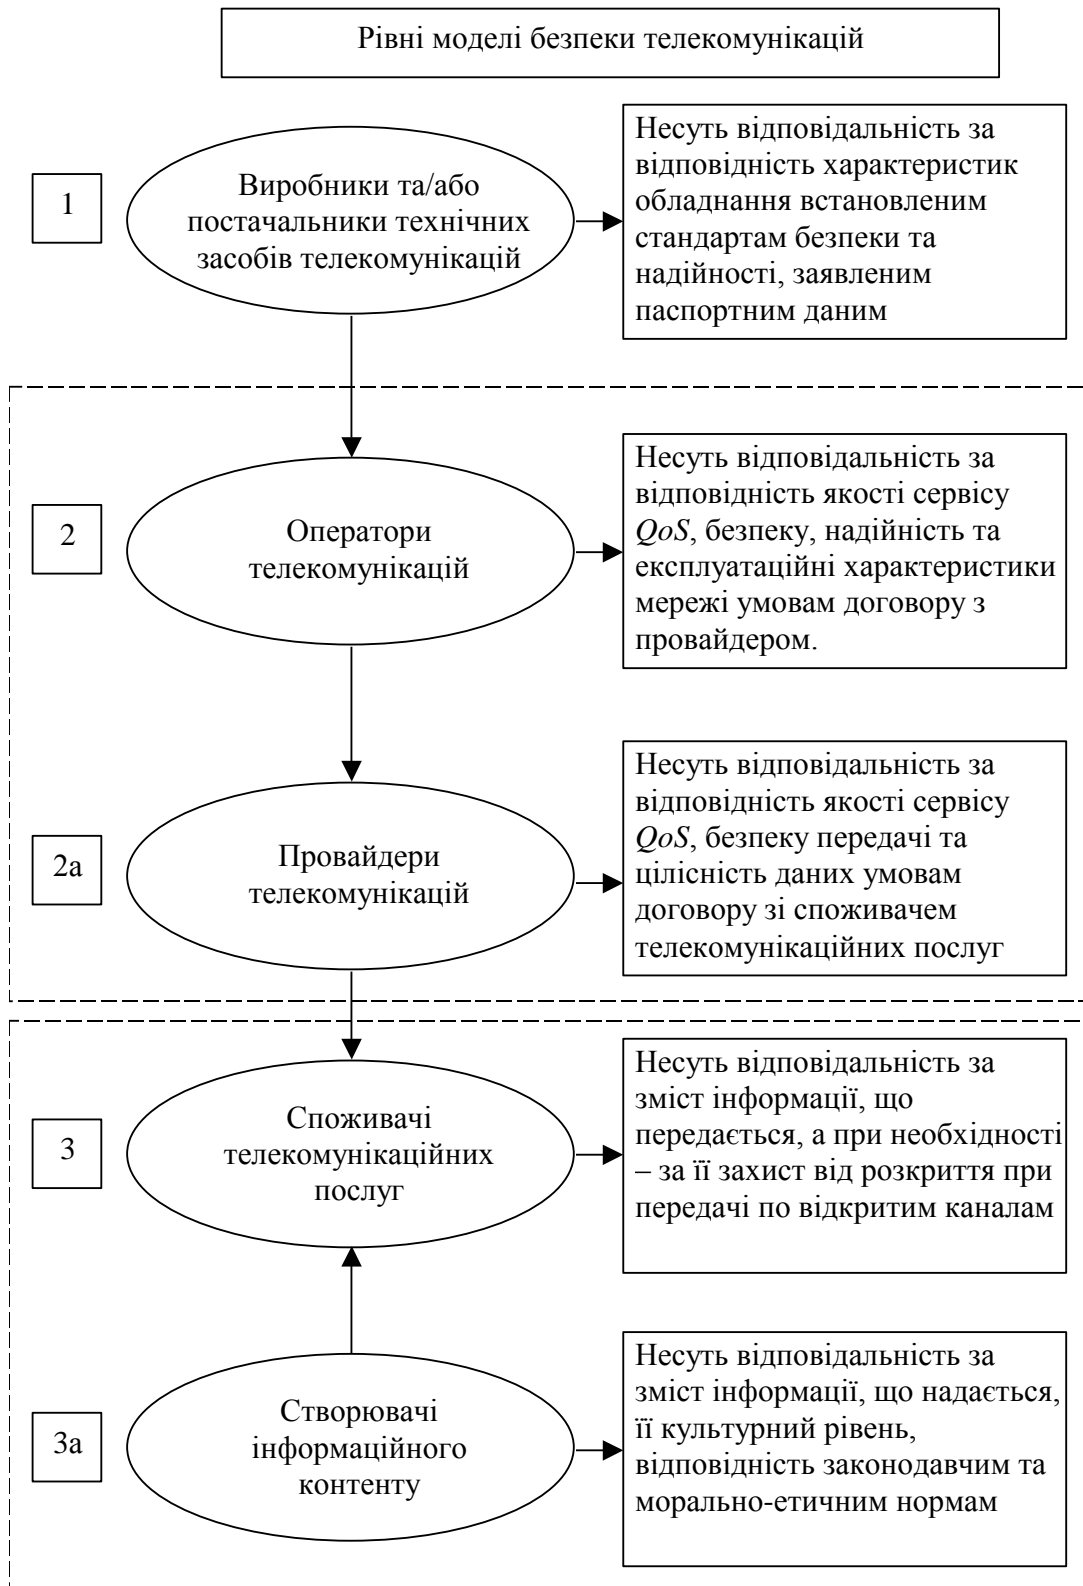 Рівні моделі безпеки телекомунікацій
1
Виробники та/або
постачальники технічних
засобів телекомунікацій
Несуть відповідальність за
відповідність характеристик
обладнання встановленим
стандартам безпеки та
надійності, заявленим
паспортним даним
2
Оператори
телекомунікацій
Несуть відповідальність за
відповідність якості сервісу
QoS, безпеку, надійність та
експлуатаційні характеристики
мережі умовам договору з
провайдером.
2а
Провайдери
телекомунікацій
Несуть відповідальність за
відповідність якості сервісу
QoS, безпеку передачі та
цілісність даних умовам
договору зі споживачем
телекомунікаційних послуг
3
Споживачі
телекомунікаційних
послуг
Несуть відповідальність за
зміст інформації, що
передається, а при необхідності
– за її захист від розкриття при
передачі по відкритим каналам
3а
Створювачі
інформаційного
контенту
Несуть відповідальність за
зміст інформації, що надається,
її культурний рівень,
відповідність законодавчим та
морально-етичним нормам